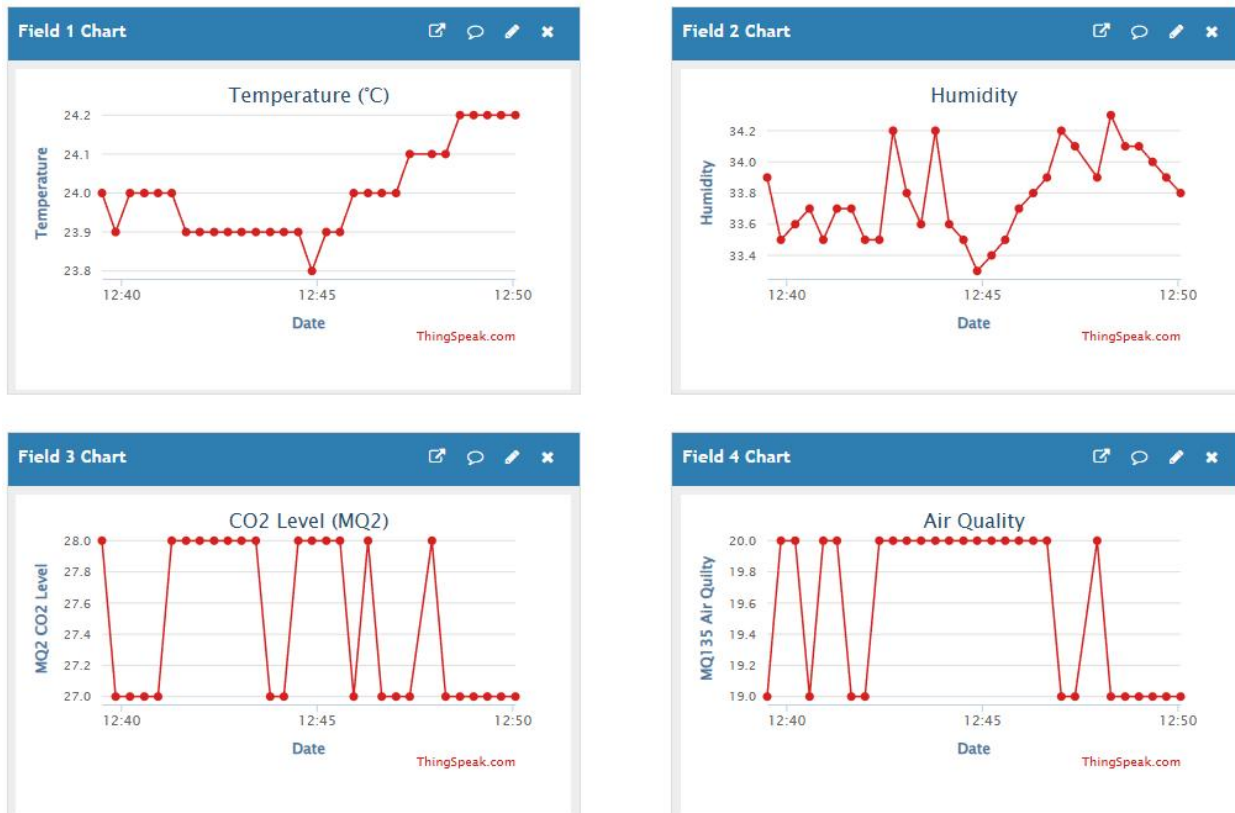 Field 1 Chart
Temperature (°C)
Temperature
24.2
24.1
24.0
23.9
23.8
12:40
12:45
12:50
Date
ThingSpeak.com
Field 2 Chart
Humidity
Humidity
34.2
34.0
33.8
33.6
33.4
12:40
12:45
12:50
Date
ThingSpeak.com
Field 3 Chart
CO2 Level (MQ2)
MQ2 CO2 Level
28.0
27.8
27.6
27.4
27.2
27.0
12:40
12:45
12:50
Date
ThingSpeak.com
Field 4 Chart
Air Quality
MQ135 Air Quilty
20.0
19.8
19.6
19.4
19.2
19.0
12:40
12:45
12:50
Date
ThingSpeak.com